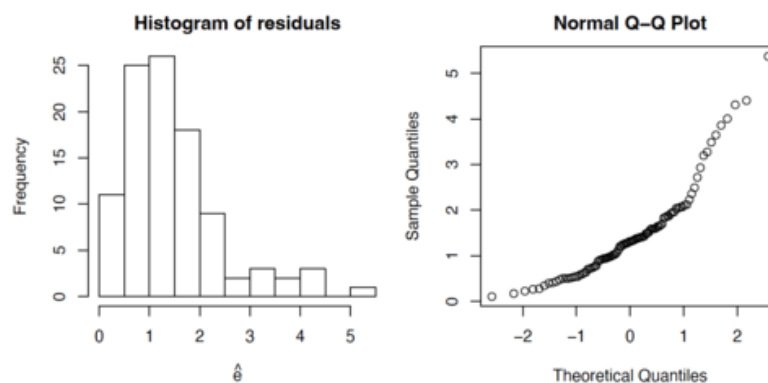 Histogram of residuals
Frequency
0 5 10 15 20 25
0 1 2 3 4 5
ê
Normal Q–Q Plot
Sample Quantiles
0 1 2 3 4 5
−2 −1 0 1 2
Theoretical Quantiles